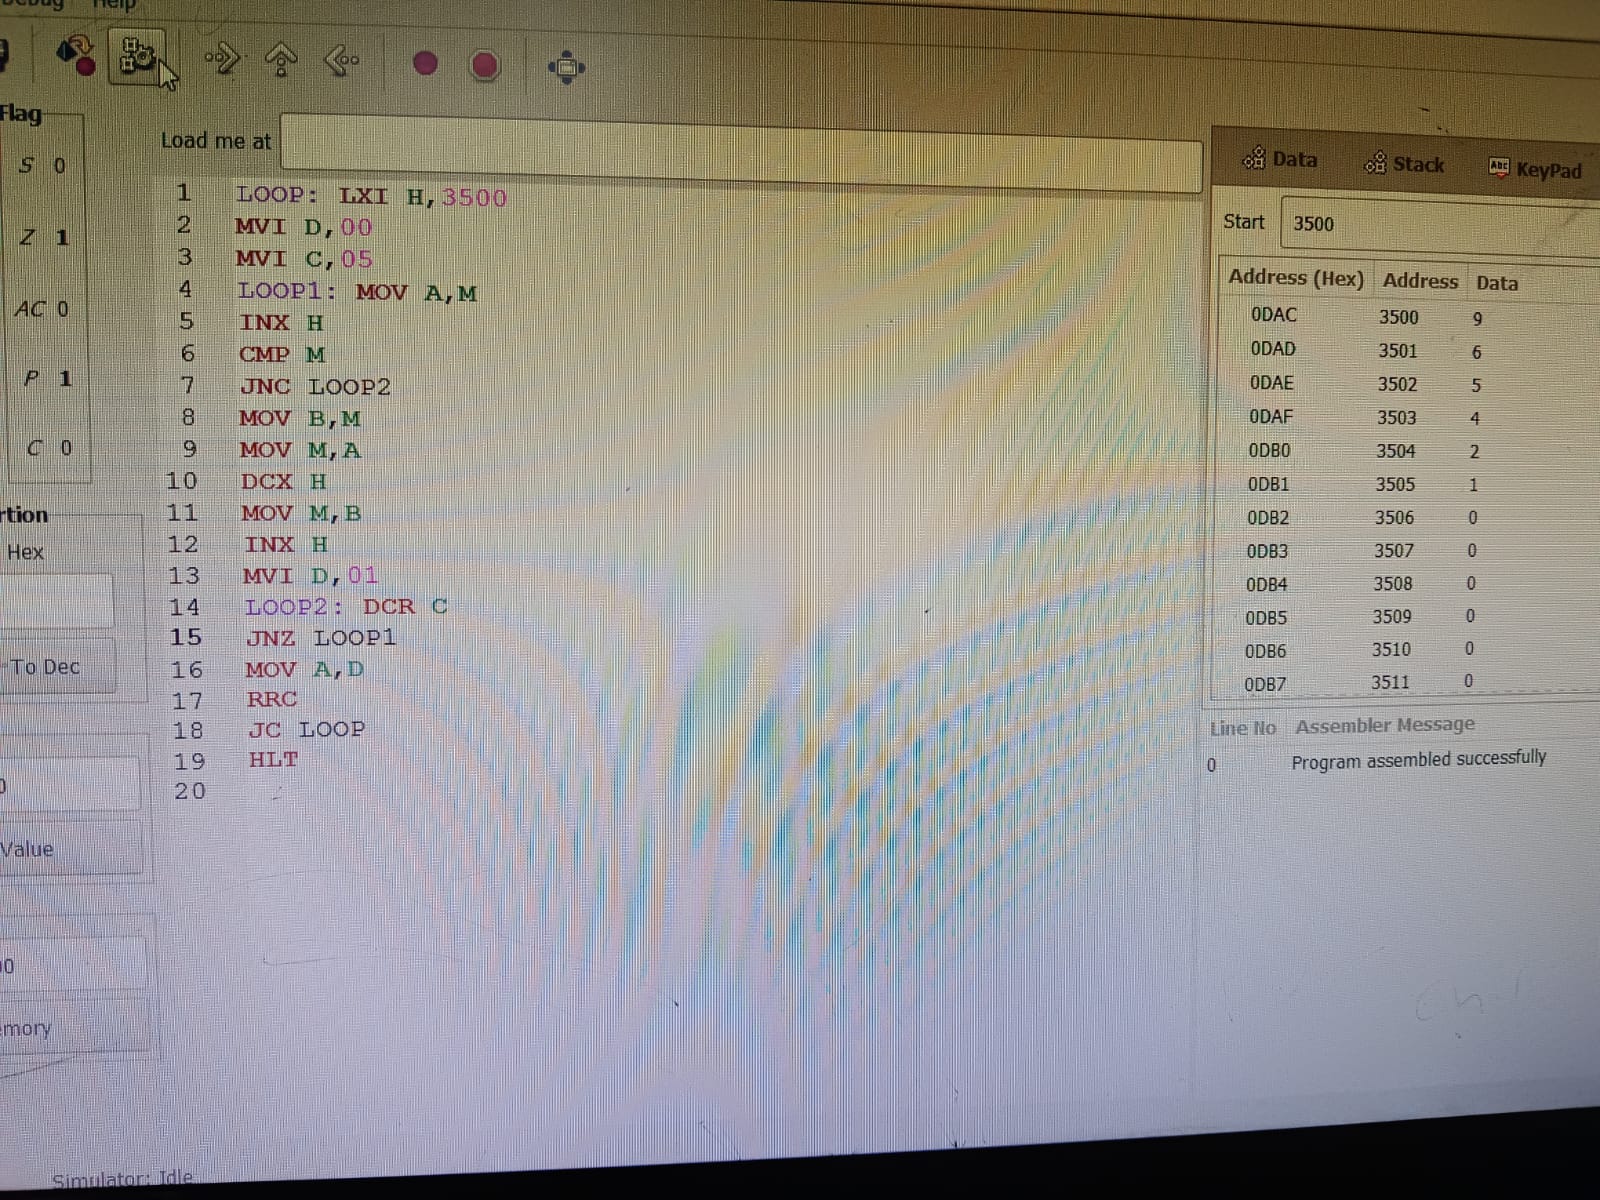 Help
Flag
S 0
Z 1
AC 0
P 1
C 0
Hex
To Dec
Value
Load me at
1 LOOP: LXI H,3500
2 MVI D,00
3 MVI C,05
4 LOOP1: MOV A,M
5 INX H
6 CMP M
7 JNC LOOP2
8 MOV B,M
9 MOV M,A
10 DCX H
11 MOV M,B
12 INX H
13 MVI D,01
14 LOOP2: DCR C
15 JNZ LOOP1
16 MOV A,D
17 RRC
18 JC LOOP
19 HLT
20
Data Stack Abc KeyPad
Start 3500
Address (Hex) Address Data
0DAC 3500 9
0DAD 3501 6
0DAE 3502 5
0DAF 3503 4
0DB0 3504 2
0DB1 3505 1
0DB2 3506 0
0DB3 3507 0
0DB4 3508 0
0DB5 3509 0
0DB6 3510 0
0DB7 3511 0
Line No Assembler Message
0 Program assembled successfully
Simulator: Idle